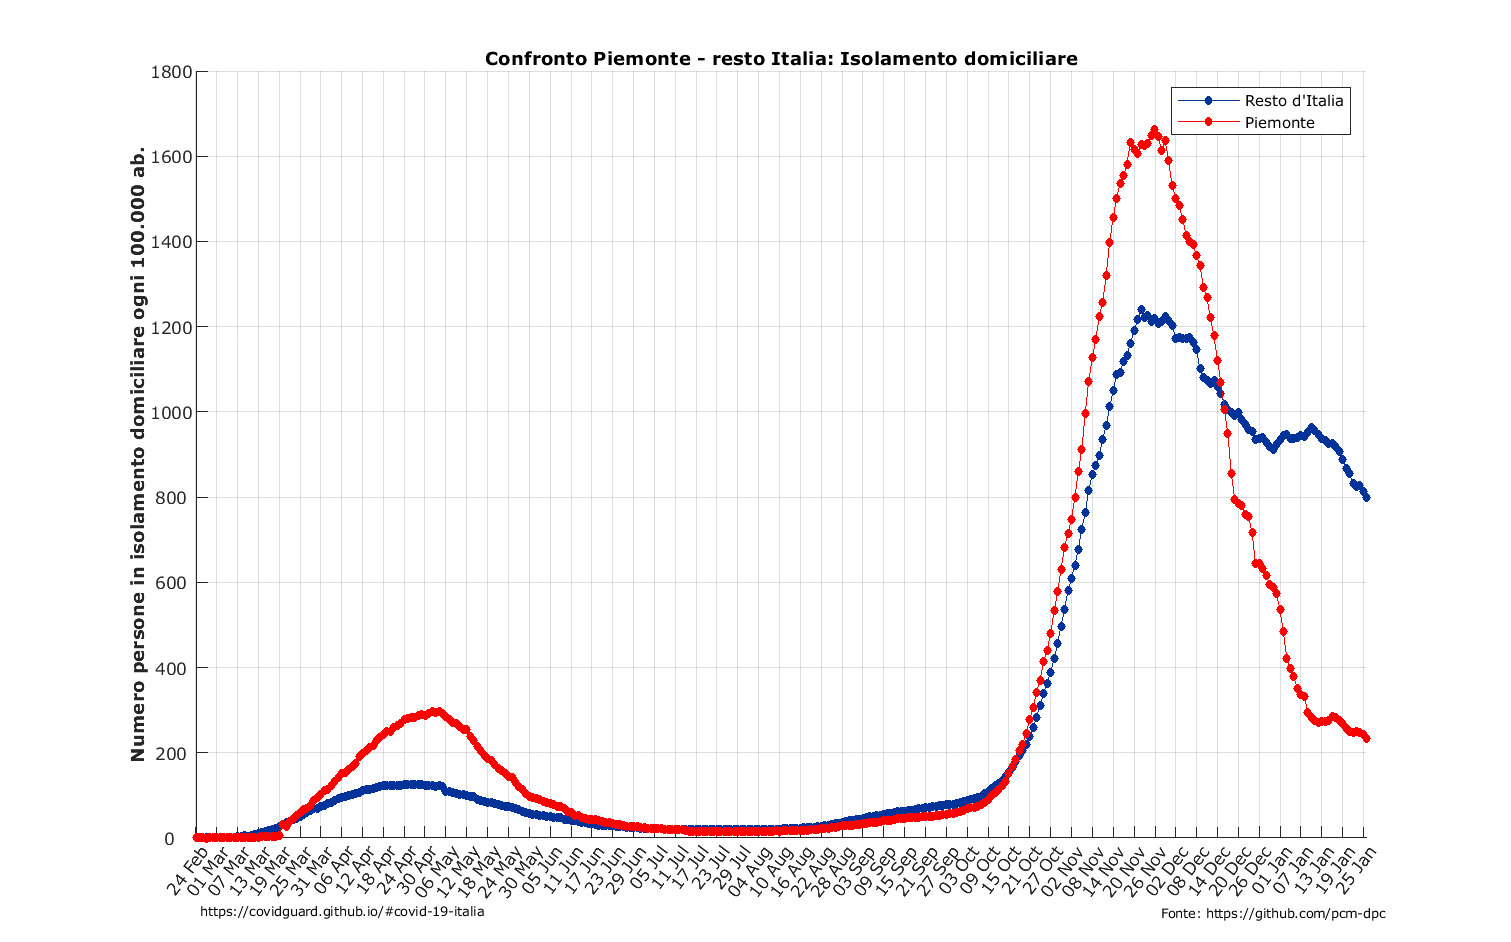 Confronto Piemonte - resto Italia: Isolamento domiciliare
Numero persone in isolamento domiciliare ogni 100.000 ab.
1800
1600
1400
1200
1000
800
600
400
200
0
Resto d'Italia
Piemonte
24 Feb
01 Mar
07 Mar
13 Mar
19 Mar
25 Mar
31 Mar
06 Apr
12 Apr
18 Apr
24 Apr
30 Apr
06 May
12 May
18 May
24 May
30 May
05 Jun
11 Jun
17 Jun
23 Jun
29 Jun
05 Jul
11 Jul
17 Jul
23 Jul
29 Jul
04 Aug
10 Aug
16 Aug
22 Aug
28 Aug
03 Sep
09 Sep
15 Sep
21 Sep
27 Sep
03 Oct
09 Oct
15 Oct
21 Oct
27 Oct
02 Nov
08 Nov
14 Nov
20 Nov
26 Nov
02 Dec
08 Dec
14 Dec
20 Dec
26 Dec
01 Jan
07 Jan
13 Jan
19 Jan
25 Jan
https://covidguard.github.io/#covid-19-italia
Fonte: https://github.com/pcm-dpc